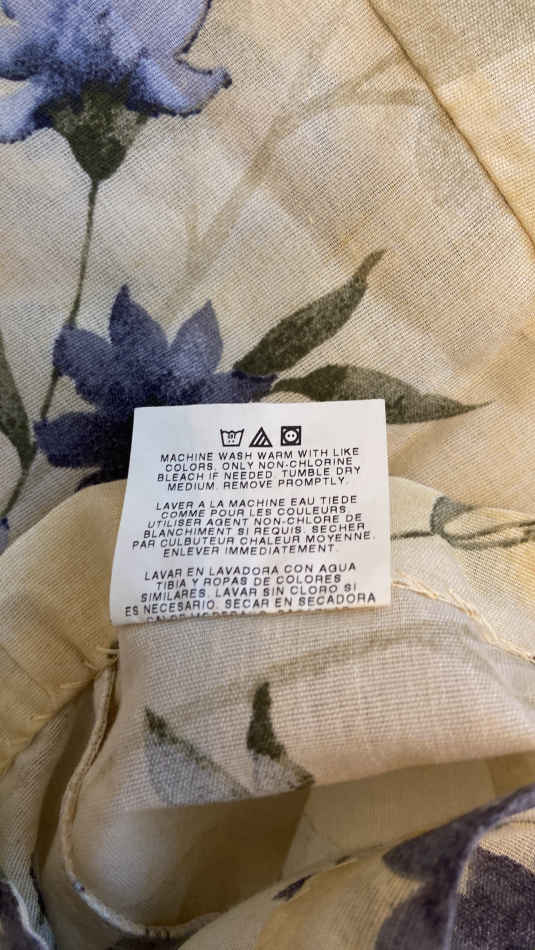 MACHINE WASH WARM WITH LIKE
COLORS. ONLY NON-CHLORINE
BLEACH IF NEEDED. TUMBLE DRY
MEDIUM. REMOVE PROMPTLY.
LAVER A LA MACHINE EAU TIEDE
COMME POUR LES COULEURS
UTILISER AGENT NON-CHLORE DE
BLANCHIMENT SI REQUIS. SECHER
PAR CULBUTEUR CHALEUR MOYENNE.
ENLEVER IMMEDIATEMENT.
LAVAR EN LAVADORA CON AGUA
TIBIA Y ROPAS DE COLORES
SIMILARES. LAVAR SIN CLORO SI
ES NECESARIO. SECAR EN SECADORA